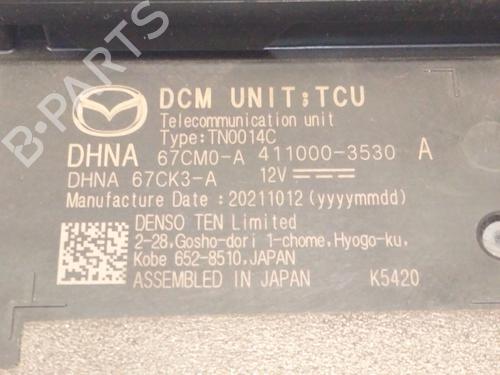 DCM UNIT;TCU
Telecommunication unit
Type:TN0014C
DHNA 67CM0-A 411000-3530 A
DHNA 67CK3-A 12V
Manufacture Date : 20211012 (yyyymmdd)
DENSO TEN Limited
2-28,Gosho-dori 1-chome,Hyogo-ku,
Kobe 652-8510,JAPAN
ASSEMBLED IN JAPAN K5420